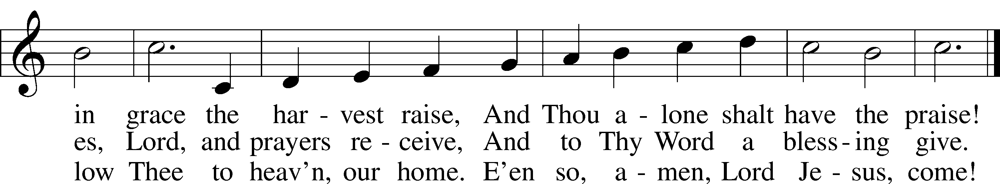 in grace the har - vest raise, And Thou a - lone shalt have the praise!
es, Lord, and prayers re - ceive, And to Thy Word a bless - ing give.
low Thee to heav'n, our home. E'en so, a - men, Lord Je - sus, come!